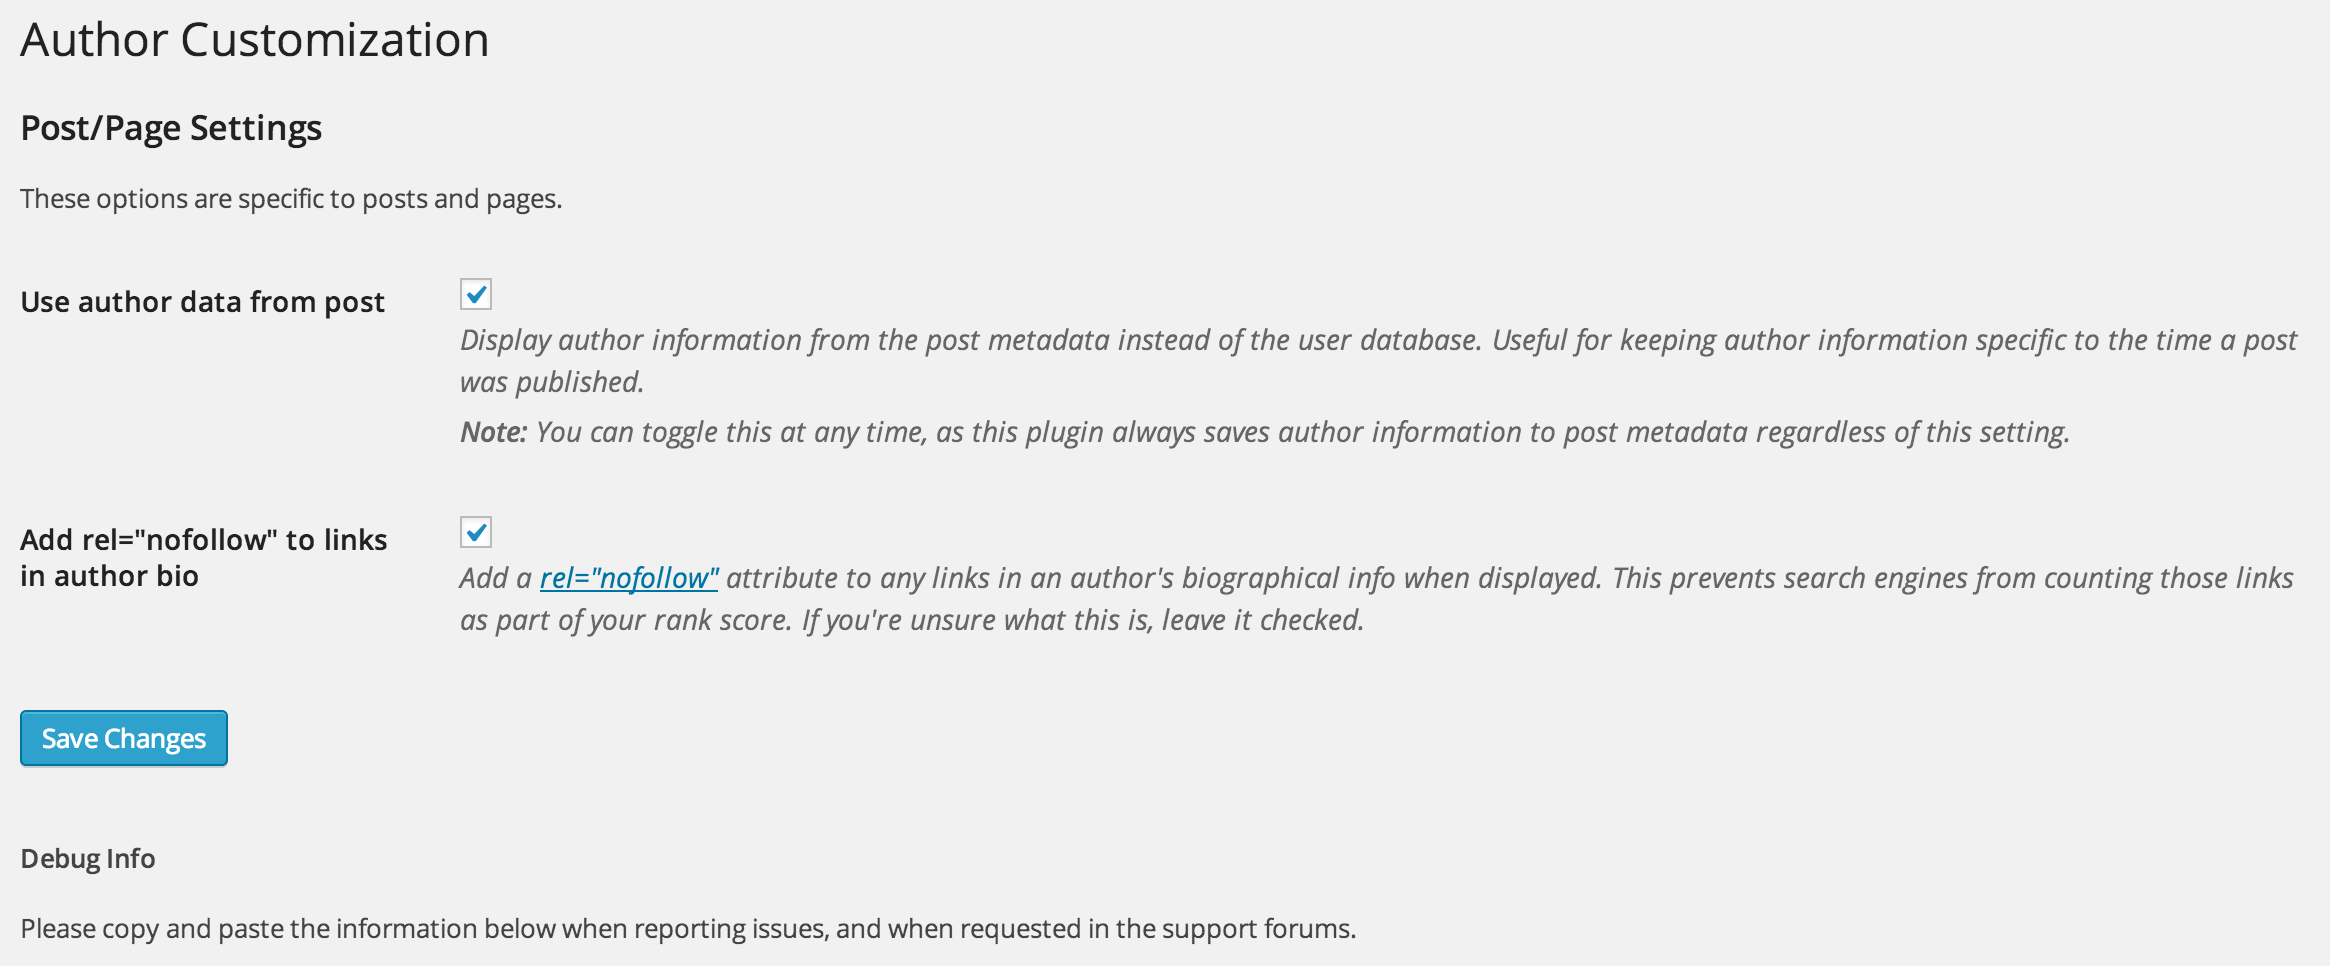 Author Customization
Post/Page Settings
These options are specific to posts and pages.
Use author data from post
Display author information from the post metadata instead of the user database. Useful for keeping author information specific to the time a post
was published.
Note: You can toggle this at any time, as this plugin always saves author information to post metadata regardless of this setting.
Add rel="nofollow" to links
in author bio
Add a rel="nofollow" attribute to any links in an author's biographical info when displayed. This prevents search engines from counting those links
as part of your rank score. If you're unsure what this is, leave it checked.
Save Changes
Debug Info
Please copy and paste the information below when reporting issues, and when requested in the support forums.